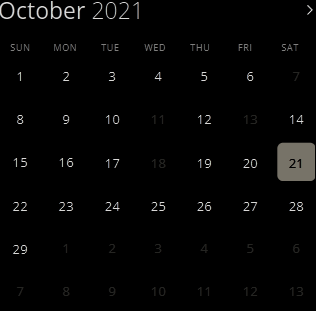 October 2021
SUN MON TUE WED THU FRI SAT
1 2 3 4 5 6 7
8 9 10 11 12 13 14
15 16 17 18 19 20 21
22 23 24 25 26 27 28
29 1 2 3 4 5 6
7 8 9 10 11 12 13